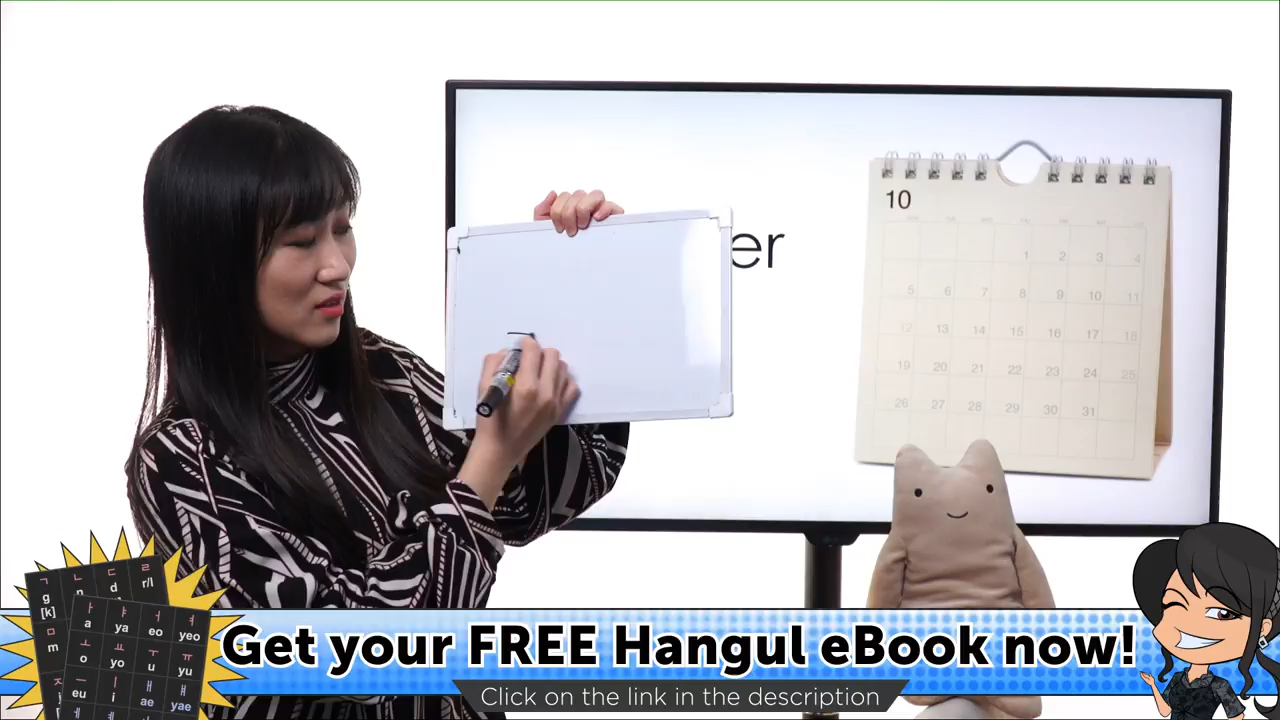 er
10
1 2 3 4
5 6 7 8 9 10 11
12 13 14 15 16 17 18
19 20 21 22 23 24 25
26 27 28 29 30 31
ㄱ ㄴ ㄷ ㄹ
g d r/l
[k]
ㅁ
m
ㅏ ㅑ ㅓ ㅕ
a ya eo yeo
ㅗ ㅛ ㅜ ㅠ
o yo u yu
ㅡ ㅣ ㅐ ㅒ
eu i ae yae
Get your FREE Hangul eBook now!
Click on the link in the description